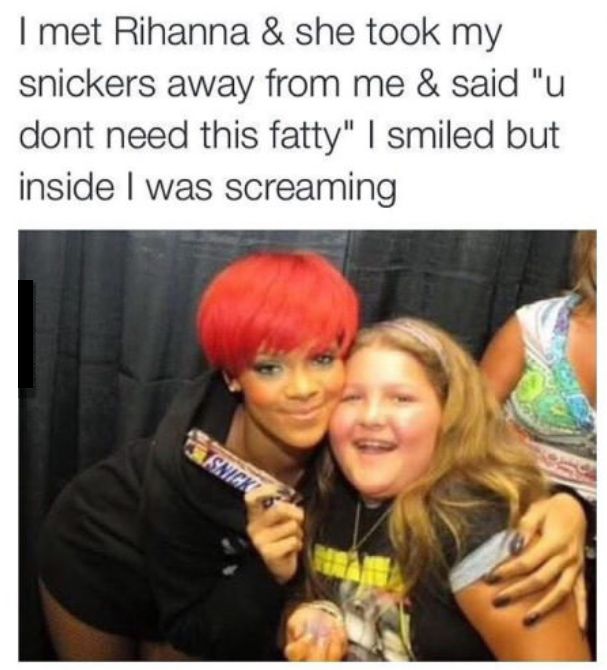 I met Rihanna & she took my
snickers away from me & said "u
dont need this fatty" I smiled but
inside I was screaming
SNICK